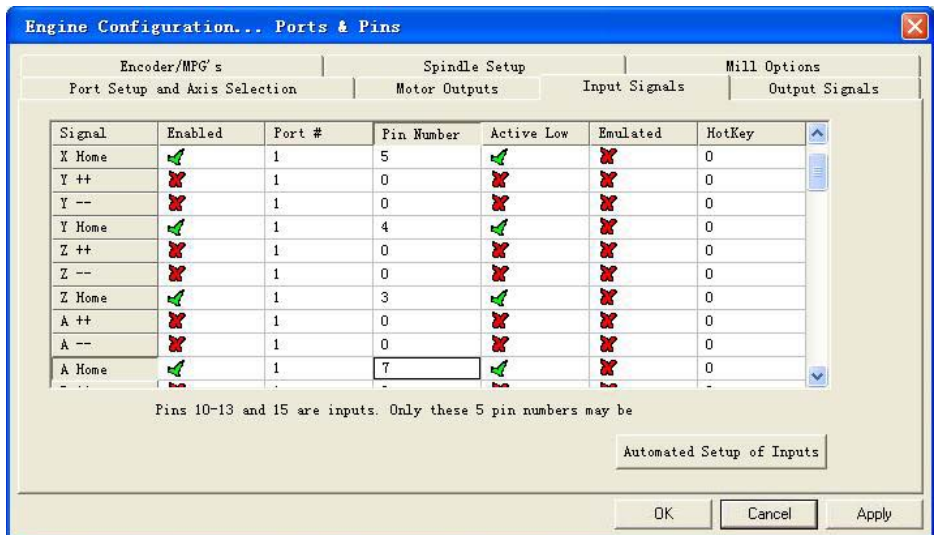 Engine Configuration... Ports & Pins
Encoder/MPG's Spindle Setup Mill Options
Port Setup and Axis Selection Motor Outputs Input Signals Output Signals
Signal Enabled Port # Pin Number Active Low Emulated HotKey
X Home 1 5 0
Y ++ 1 0 0
Y -- 1 0 0
Y Home 1 4 0
Z ++ 1 0 0
Z -- 1 0 0
Z Home 1 3 0
A ++ 1 0 0
A -- 1 0 0
A Home 1 7 0
Pins 10-13 and 15 are inputs. Only these 5 pin numbers may be
Automated Setup of Inputs
OK Cancel Apply